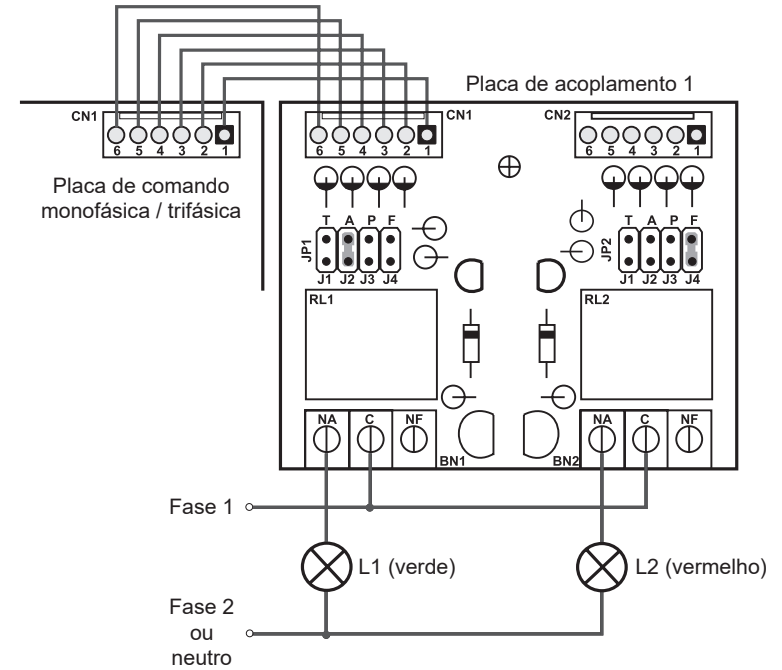 Placa de acoplamento 1
CN1
6 5 4 3 2 1
CN1
6 5 4 3 2 1
CN2
6 5 4 3 2 1
Placa de comando
monofásica / trifásica
T A P F
JP1
J1 J2 J3 J4
T A P F
JP2
J1 J2 J3 J4
RL1
RL2
NA C NF
BN1
NA C NF
BN2
Fase 1
L1 (verde)
L2 (vermelho)
Fase 2
ou
neutro